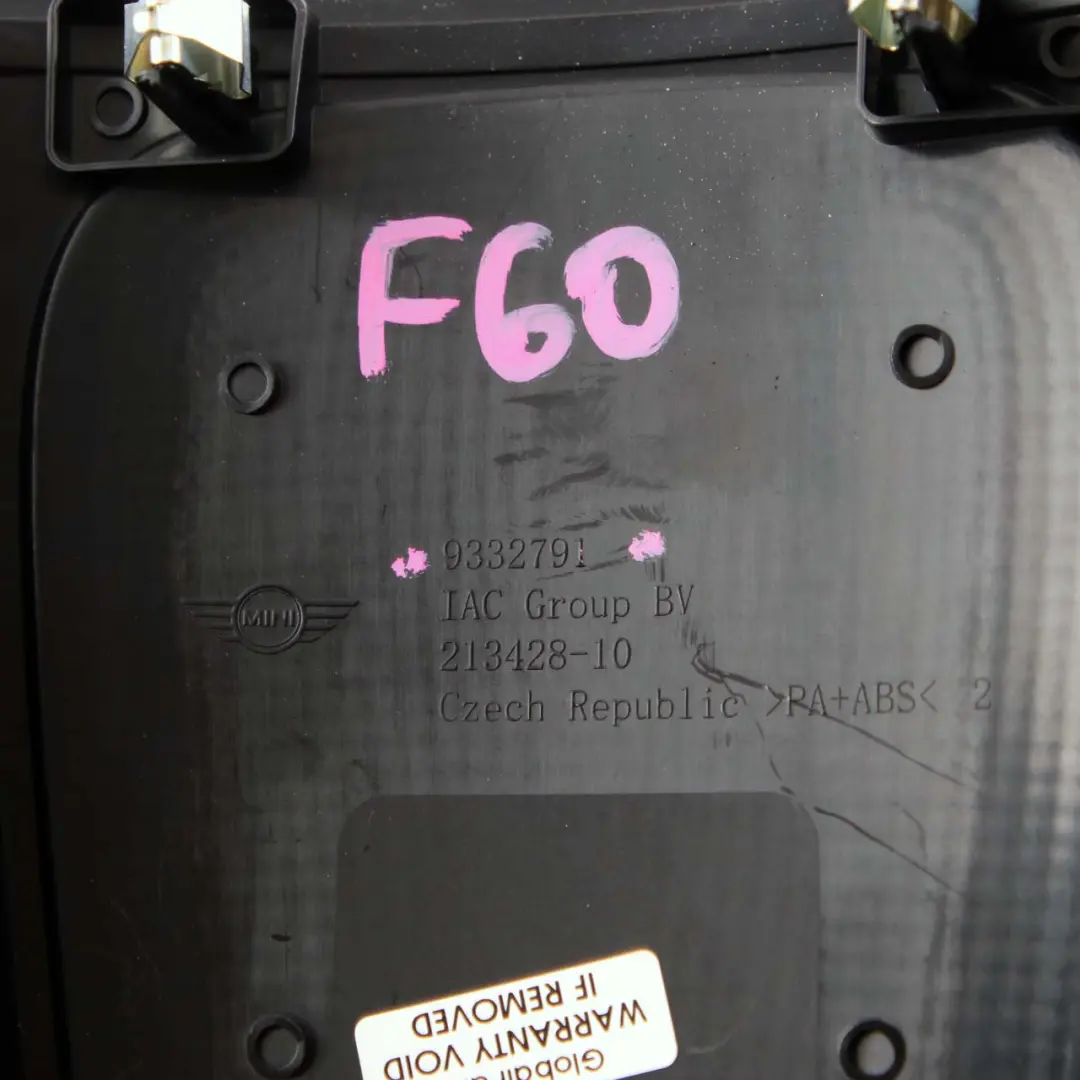 F60
9332791
IAC Group BV
MINI
213428-10
Czech Republic >PA+ABS< 2
WARRANTY VOID
IF REMOVED